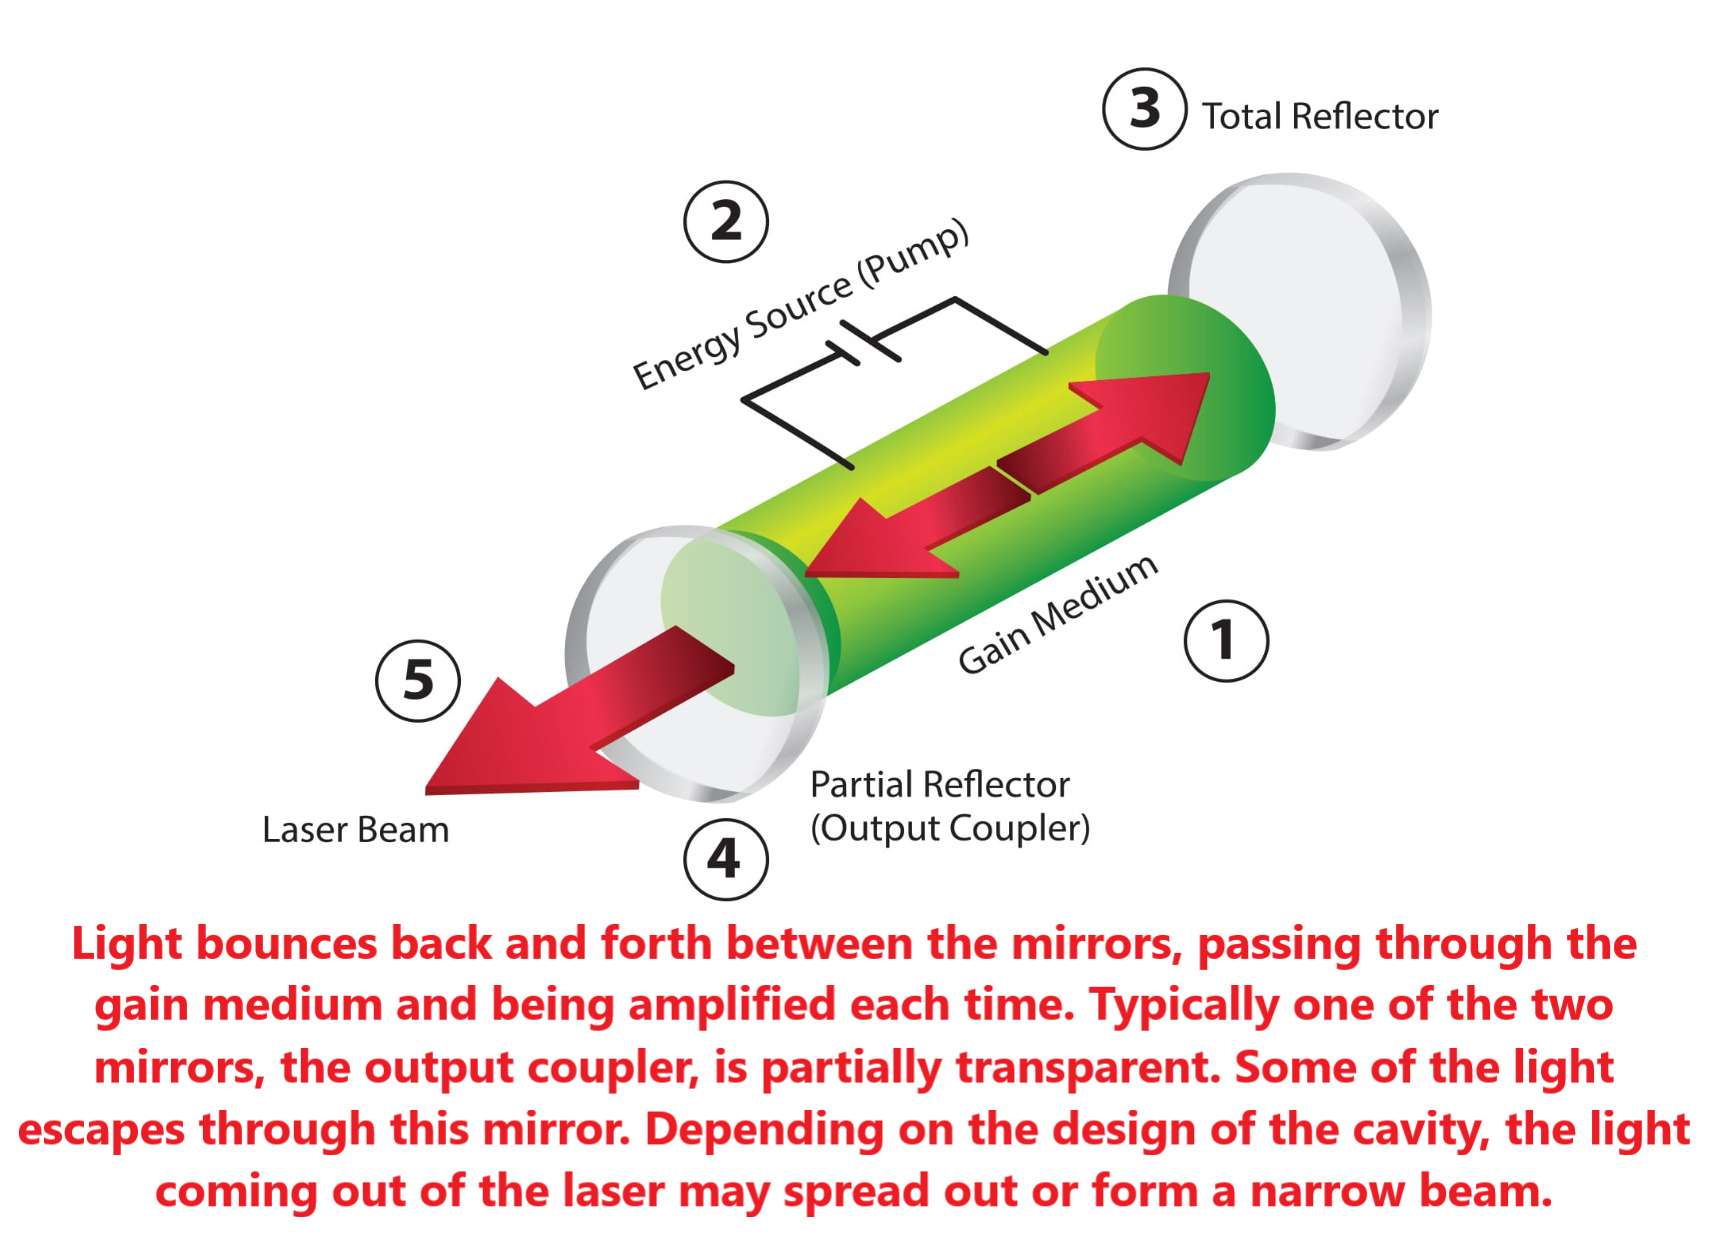 3 Total Reflector
2
Energy Source (Pump)
Gain Medium
1
5
Laser Beam
Partial Reflector
(Output Coupler)
4
Light bounces back and forth between the mirrors, passing through the
gain medium and being amplified each time. Typically one of the two
mirrors, the output coupler, is partially transparent. Some of the light
escapes through this mirror. Depending on the design of the cavity, the light
coming out of the laser may spread out or form a narrow beam.